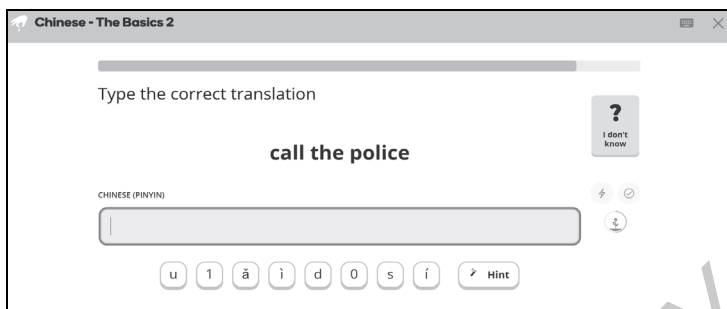 Chinese - The Basics 2
Type the correct translation
?
I don't
know
call the police
CHINESE (PINYIN)
u 1 ǎ ì d 0 s í Hint